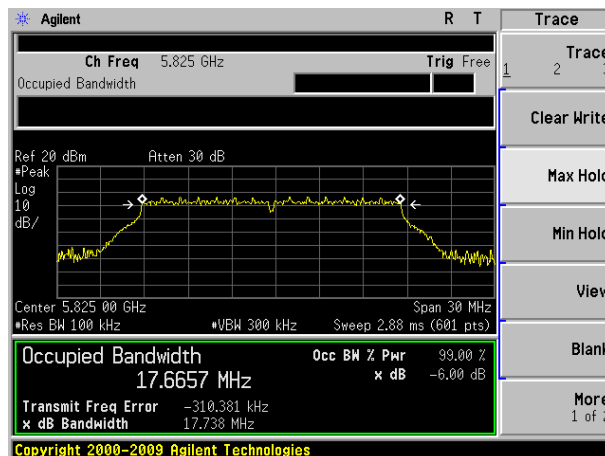 Agilent R T Trace
Ch Freq 5.825 GHz Trig Free
Occupied Bandwidth
Trace
1 2 3
Clear Write
Max Hold
Min Hold
View
Blank
More
1 of 2
Ref 20 dBm Atten 30 dB
#Peak
Log
10
dB/
Center 5.825 00 GHz Span 30 MHz
#Res BW 100 kHz #VBW 300 kHz Sweep 2.88 ms (601 pts)
Occupied Bandwidth Occ BW % Pwr 99.00 %
17.6657 MHz x dB -6.00 dB
Transmit Freq Error -310.381 kHz
x dB Bandwidth 17.738 MHz
Copyright 2000-2009 Agilent Technologies